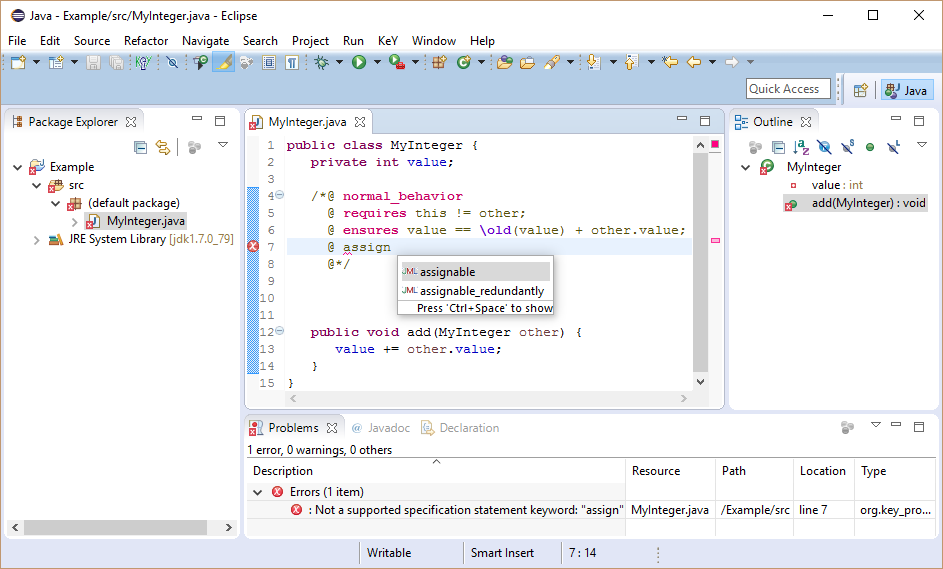 Java - Example/src/MyInteger.java - Eclipse
File Edit Source Refactor Navigate Search Project Run KeY Window Help
Quick Access
Java
Package Explorer
Example
src
(default package)
MyInteger.java
JRE System Library [jdk1.7.0_79]
MyInteger.java
1 public class MyInteger {
2 private int value;
3
4 /*@ normal_behavior
5 @ requires this != other;
6 @ ensures value == \old(value) + other.value;
7 @ assign
8 @*/
9
10
11
12 public void add(MyInteger other) {
13 value += other.value;
14 }
15 }
JML assignable
JML assignable_redundantly
Press 'Ctrl+Space' to show
Outline
MyInteger
value : int
add(MyInteger) : void
Problems @ Javadoc Declaration
1 error, 0 warnings, 0 others
Description Resource Path Location Type
Errors (1 item)
: Not a supported specification statement keyword: "assign" MyInteger.java /Example/src line 7 org.key_pro...
Writable Smart Insert 7 : 14